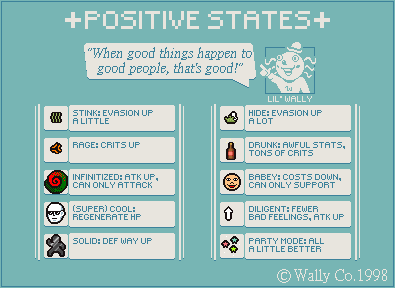 +POSITIVE STATES+
"When good things happen to
good people, that's good!"
LIL' WALLY
STINK: EVASION UP
A LITTLE
RAGE: CRITS UP
INFINITIZED: ATK UP,
CAN ONLY ATTACK
(SUPER) COOL:
REGENERATE HP
SOLID: DEF WAY UP
HIDE: EVASION UP
A LOT
DRUNK: AWFUL STATS,
TONS OF CRITS
BABEY: COSTS DOWN,
CAN ONLY SUPPORT
DILIGENT: FEWER
BAD FEELINGS, ATK UP
PARTY MODE: ALL
A LITTLE BETTER
© Wally Co.1998